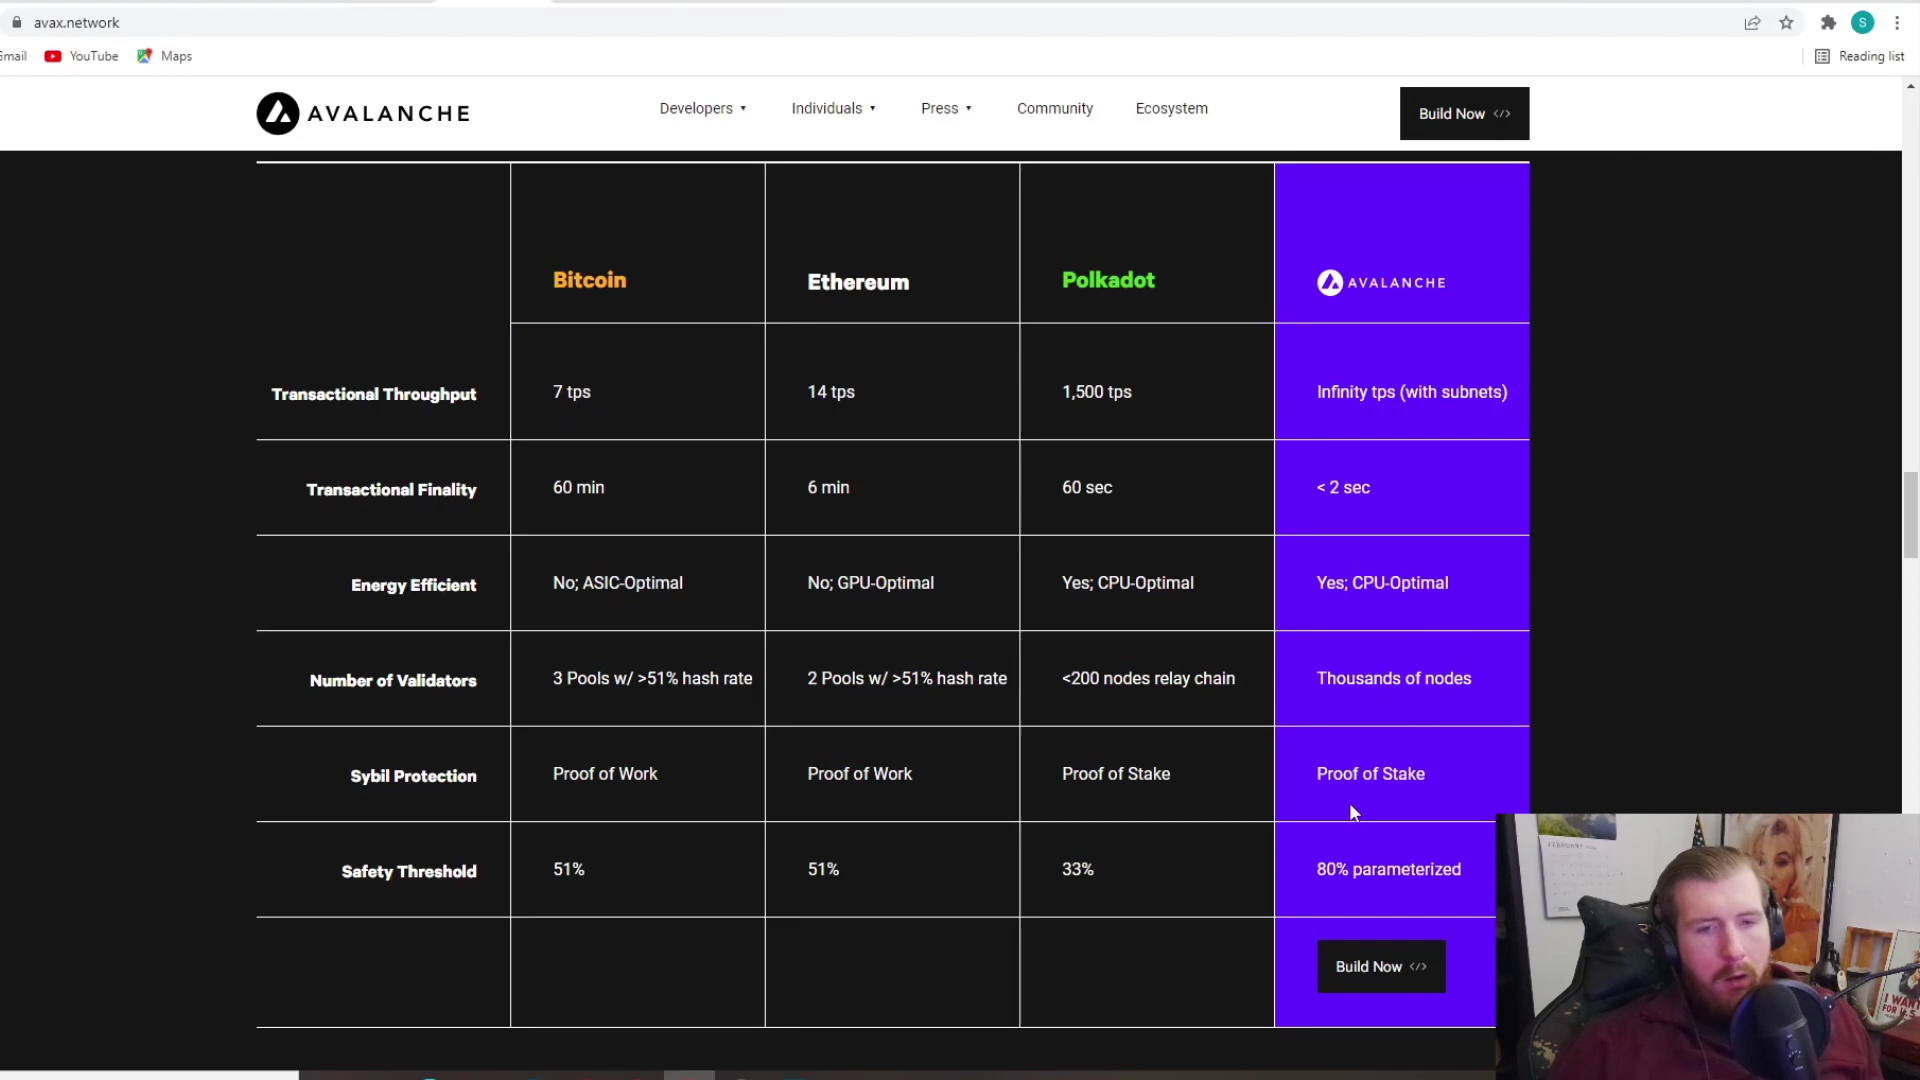 avax.network
S
YouTube
Maps
Reading list
AVALANCHE
Developers
Individuals
Press
Community
Ecosystem
Build Now </>
Bitcoin
Ethereum
Polkadot
AVALANCHE
Transactional Throughput
7 tps
14 tps
1,500 tps
Infinity tps (with subnets)
Transactional Finality
60 min
6 min
60 sec
< 2 sec
Energy Efficient
No; ASIC-Optimal
No; GPU-Optimal
Yes; CPU-Optimal
Yes; CPU-Optimal
Number of Validators
3 Pools w/ >51% hash rate
2 Pools w/ >51% hash rate
<200 nodes relay chain
Thousands of nodes
Sybil Protection
Proof of Work
Proof of Work
Proof of Stake
Proof of Stake
Safety Threshold
51%
51%
33%
80% parameterized
Build Now </>
FEBRUARY
I WANT